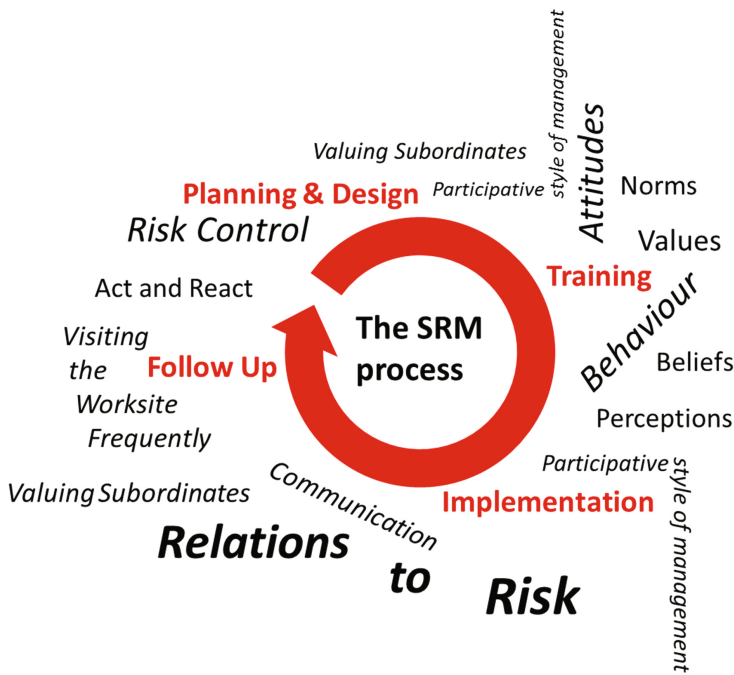 style of management
Attitudes
Valuing Subordinates
Participative
Planning & Design
Norms
Risk Control
Values
Training
Act and React
Behaviour
The SRM
process
Visiting
the
Worksite
Frequently
Follow Up
Beliefs
Perceptions
Participative
style of management
Communication
Valuing Subordinates
Implementation
Relations
to
Risk